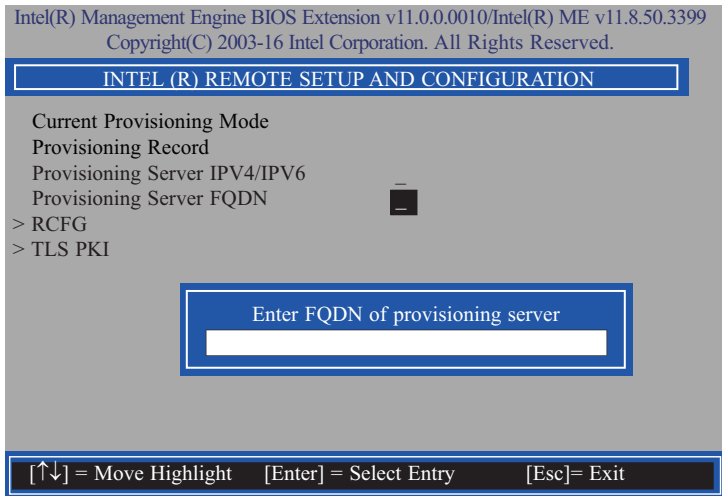 Intel(R) Management Engine BIOS Extension v11.0.0.0010/Intel(R) ME v11.8.50.3399
Copyright(C) 2003-16 Intel Corporation. All Rights Reserved.
INTEL (R) REMOTE SETUP AND CONFIGURATION
Current Provisioning Mode
Provisioning Record
Provisioning Server IPV4/IPV6 _
Provisioning Server FQDN _
> RCFG
> TLS PKI
Enter FQDN of provisioning server
[↑↓] = Move Highlight [Enter] = Select Entry [Esc]= Exit